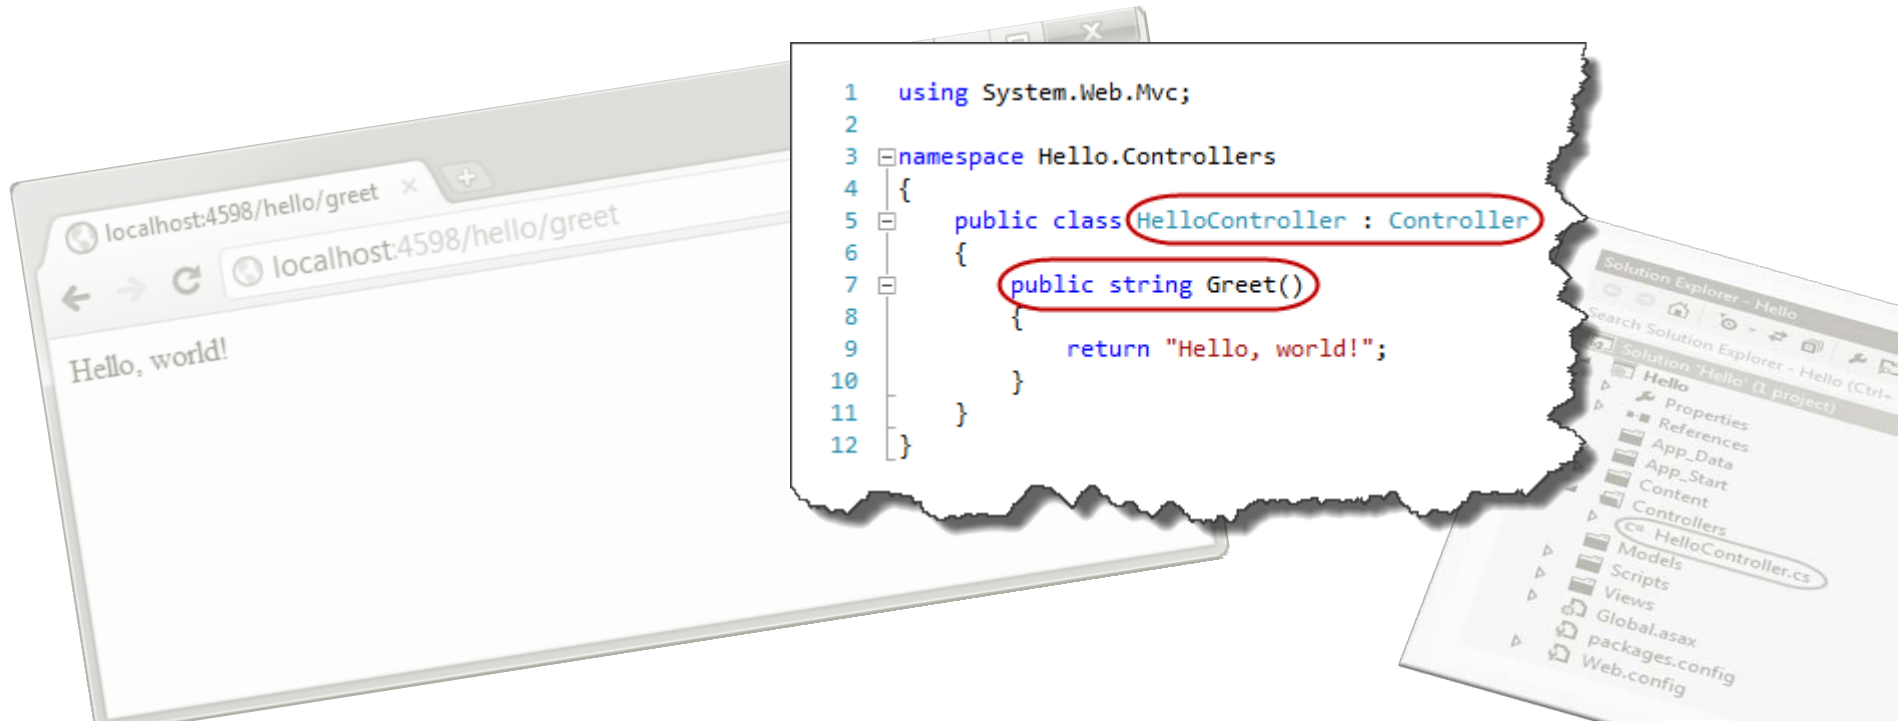 localhost:4598/hello/greet
localhost:4598/hello/greet
Hello, world!
1 using System.Web.Mvc;
2
3 namespace Hello.Controllers
4 {
5 public class HelloController : Controller
6 {
7 public string Greet()
8 {
9 return "Hello, world!";
10 }
11 }
12 }
Solution Explorer - Hello
Search Solution Explorer - Hello (Ctrl+
Solution 'Hello' (1 project)
Hello
Properties
References
App_Data
App_Start
Content
Controllers
C# HelloController.cs
Models
Scripts
Views
Global.asax
packages.config
Web.config